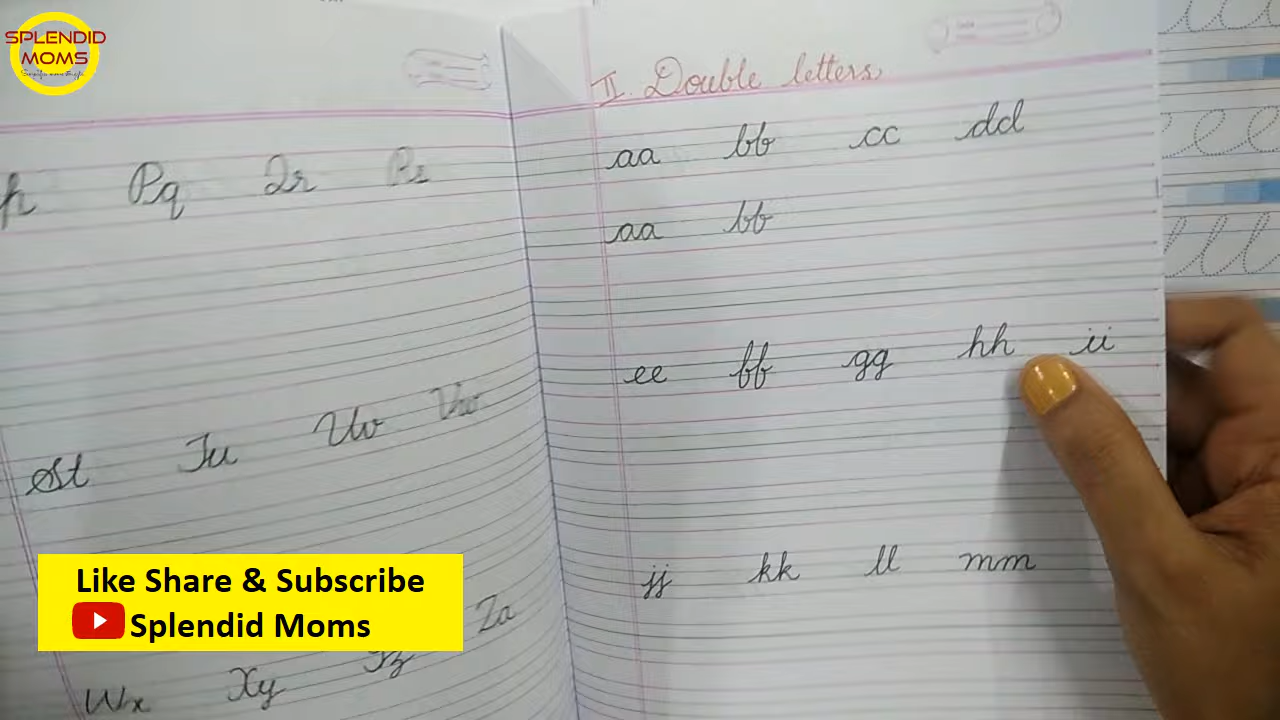 SPLENDID
MOMS
Pq Qr Rs
St Tu Uv Vw
Wx Xy Yz Za
II. Double letters
aa bb cc dd
aa bb
ee ff gg hh ii
jj kk ll mm
Like Share & Subscribe
Splendid Moms